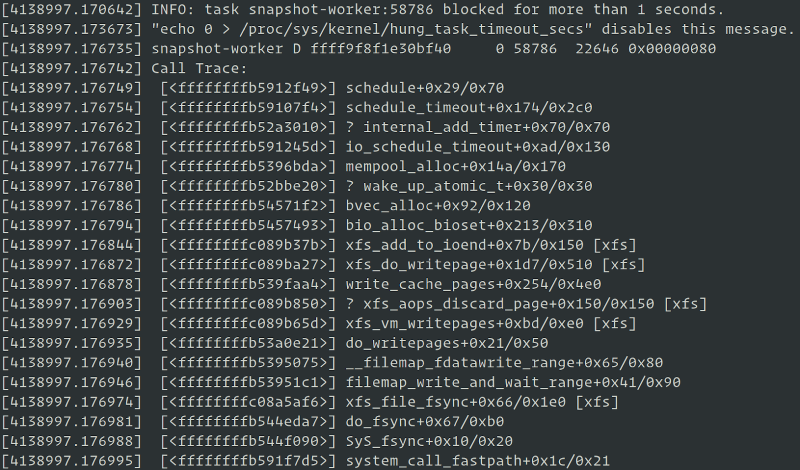 [4138997.170642] INFO: task snapshot-worker:58786 blocked for more than 1 seconds.
[4138997.173673] "echo 0 > /proc/sys/kernel/hung_task_timeout_secs" disables this message.
[4138997.176735] snapshot-worker D ffff9f8f1e30bf40     0 58786  22646 0x00000080
[4138997.176742] Call Trace:
[4138997.176749]  [<ffffffffb5912f49>] schedule+0x29/0x70
[4138997.176754]  [<ffffffffb59107f4>] schedule_timeout+0x174/0x2c0
[4138997.176762]  [<ffffffffb52a3010>] ? internal_add_timer+0x70/0x70
[4138997.176768]  [<ffffffffb591245d>] io_schedule_timeout+0xad/0x130
[4138997.176774]  [<ffffffffb5396bda>] mempool_alloc+0x14a/0x170
[4138997.176780]  [<ffffffffb52bbe20>] ? wake_up_atomic_t+0x30/0x30
[4138997.176786]  [<ffffffffb54571f2>] bvec_alloc+0x92/0x120
[4138997.176794]  [<ffffffffb5457493>] bio_alloc_bioset+0x213/0x310
[4138997.176844]  [<ffffffffc089b37b>] xfs_add_to_ioend+0x7b/0x150 [xfs]
[4138997.176872]  [<ffffffffc089ba27>] xfs_do_writepage+0x1d7/0x510 [xfs]
[4138997.176878]  [<ffffffffb539faa4>] write_cache_pages+0x254/0x4e0
[4138997.176903]  [<ffffffffc089b850>] ? xfs_aops_discard_page+0x150/0x150 [xfs]
[4138997.176929]  [<ffffffffc089b65d>] xfs_vm_writepages+0xbd/0xe0 [xfs]
[4138997.176935]  [<ffffffffb53a0e21>] do_writepages+0x21/0x50
[4138997.176940]  [<ffffffffb5395075>] __filemap_fdatawrite_range+0x65/0x80
[4138997.176946]  [<ffffffffb53951c1>] filemap_write_and_wait_range+0x41/0x90
[4138997.176974]  [<ffffffffc08a5af6>] xfs_file_fsync+0x66/0x1e0 [xfs]
[4138997.176981]  [<ffffffffb544eda7>] do_fsync+0x67/0xb0
[4138997.176988]  [<ffffffffb544f090>] SyS_fsync+0x10/0x20
[4138997.176995]  [<ffffffffb591f7d5>] system_call_fastpath+0x1c/0x21